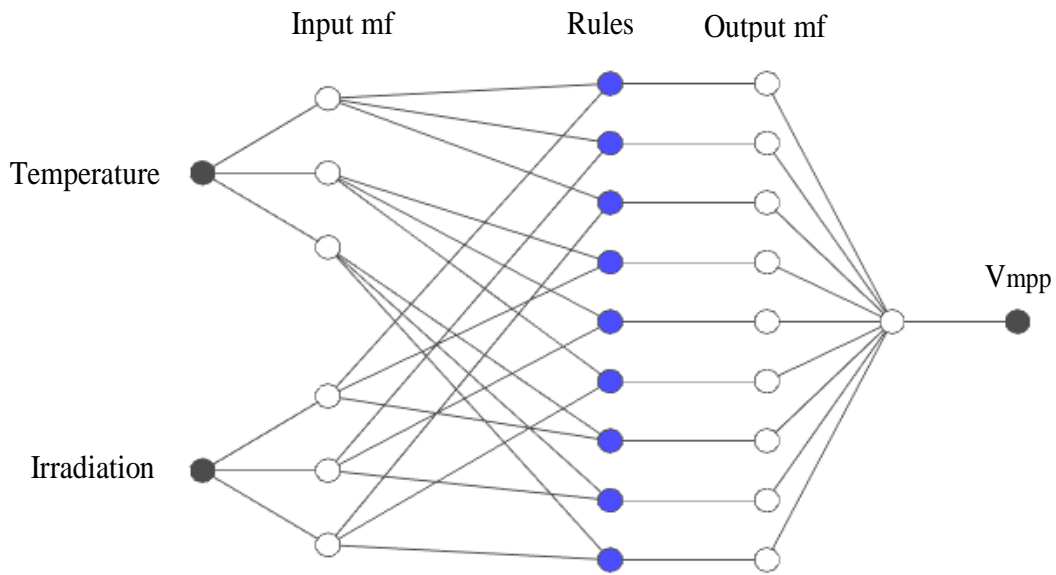 Input mf
Rules
Output mf
Temperature
Vmpp
Irradiation